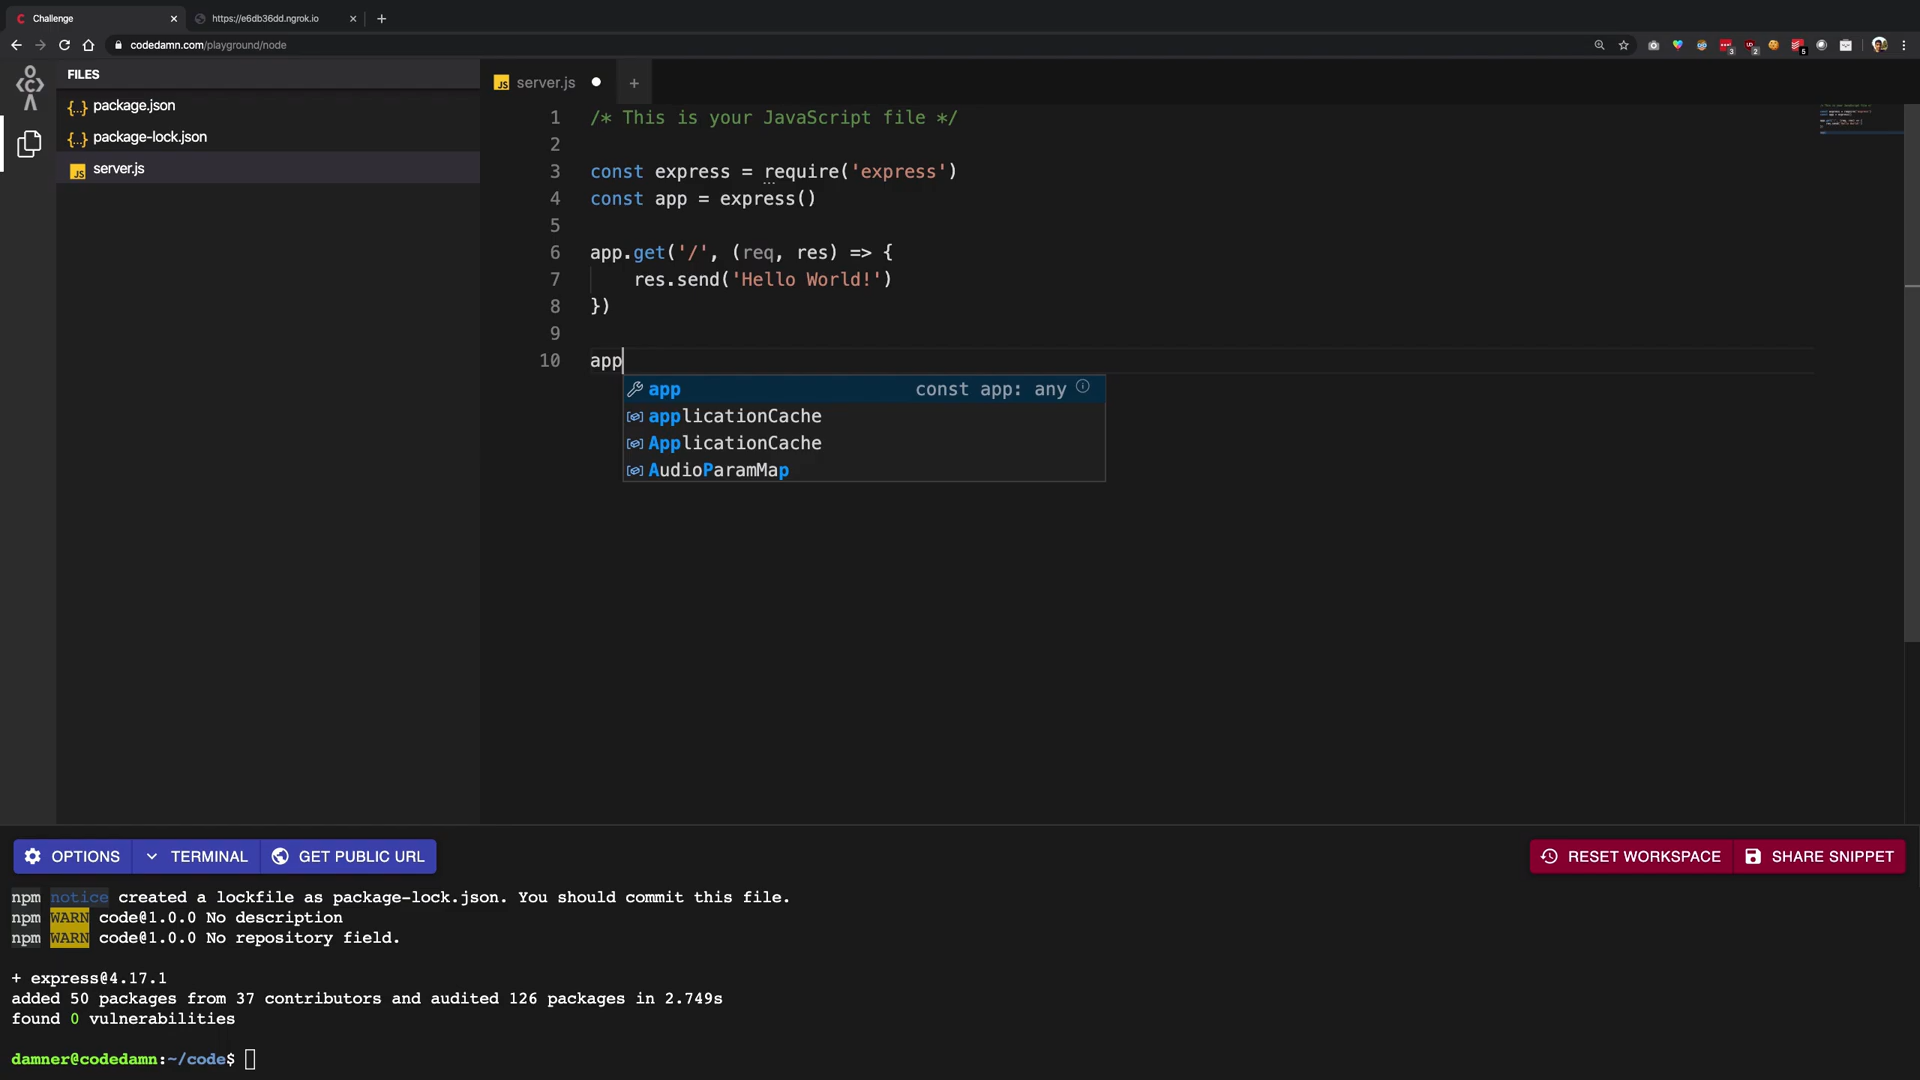 Challenge
https://e6db36dd.ngrok.io
codedamn.com/playground/node
FILES
package.json
package-lock.json
server.js
server.js
1 /* This is your JavaScript file */
2
3 const express = require('express')
4 const app = express()
5
6 app.get('/', (req, res) => {
7 res.send('Hello World!')
8 })
9
10 app
app const app: any
applicationCache
ApplicationCache
AudioParamMap
OPTIONS
TERMINAL
GET PUBLIC URL
RESET WORKSPACE
SHARE SNIPPET
npm notice created a lockfile as package-lock.json. You should commit this file.
npm WARN code@1.0.0 No description
npm WARN code@1.0.0 No repository field.
+ express@4.17.1
added 50 packages from 37 contributors and audited 126 packages in 2.749s
found 0 vulnerabilities
damner@codedamn:~/code$